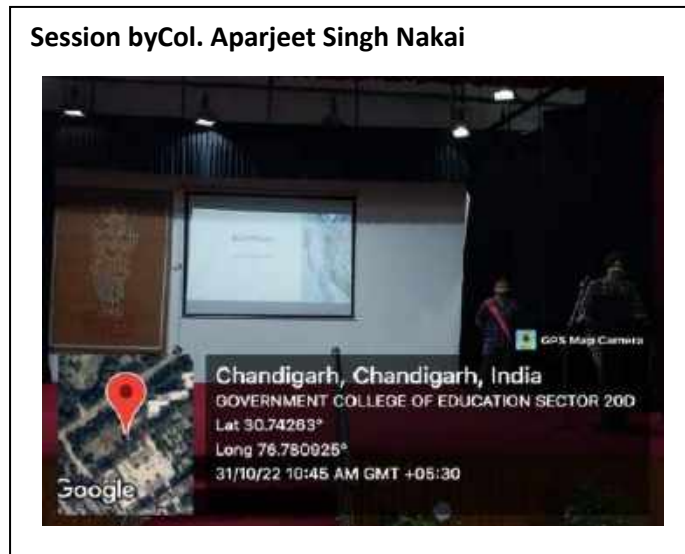 Session byCol. Aparjeet Singh Nakai
GPS Map Camera
Chandigarh, Chandigarh, India
GOVERNMENT COLLEGE OF EDUCATION SECTOR 20D
Lat 30.74263°
Long 76.780925°
31/10/22 10:45 AM GMT +05:30
Google